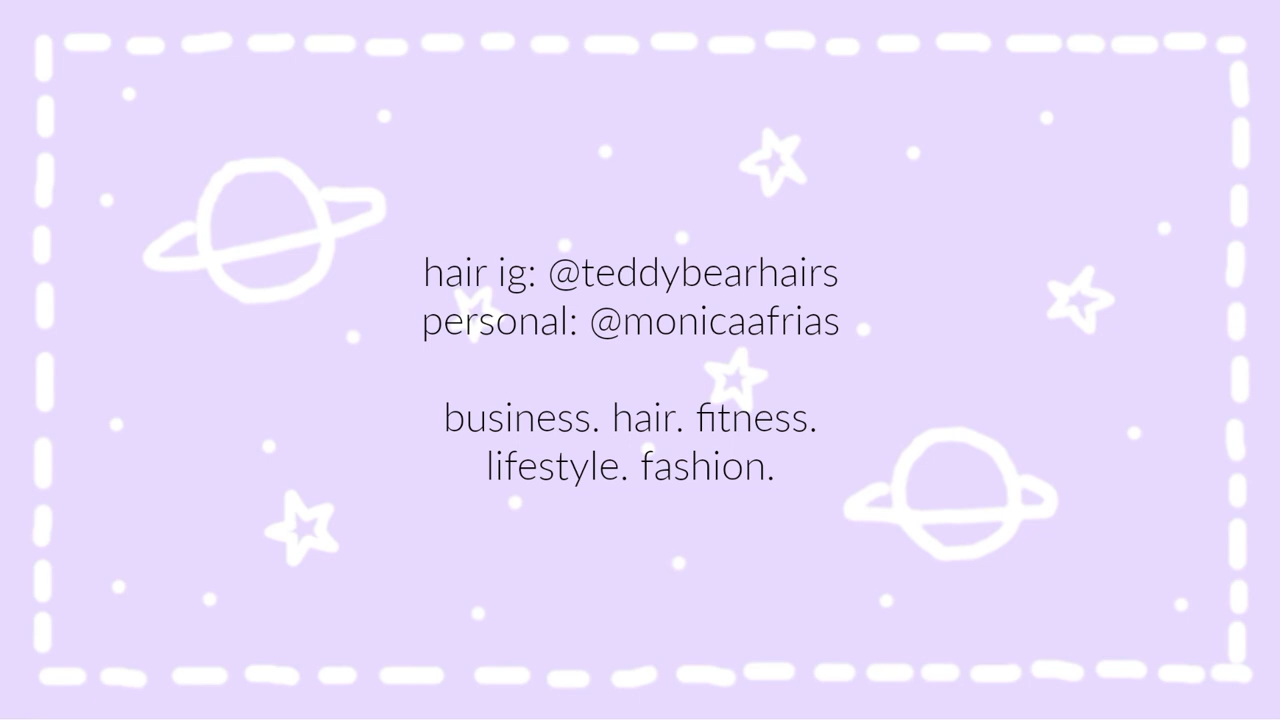 hair ig: @teddybearhairs
personal: @monicaafrias
business. hair. fitness.
lifestyle. fashion.